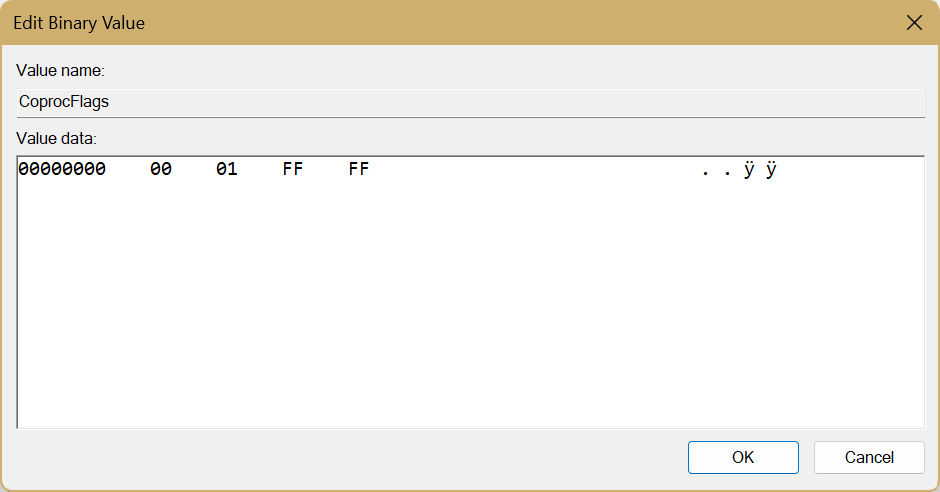 Edit Binary Value
Value name:
CoprocFlags
Value data:
00000000 00 01 FF FF . . ÿ ÿ
OK Cancel